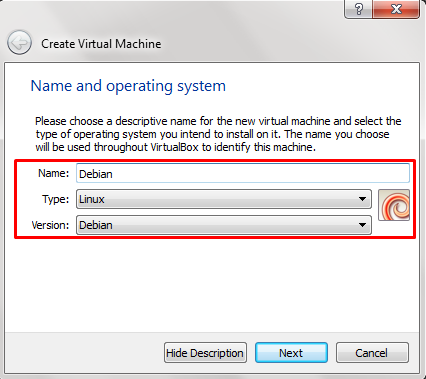 ?
Create Virtual Machine
Name and operating system
Please choose a descriptive name for the new virtual machine and select the
type of operating system you intend to install on it. The name you choose
will be used throughout VirtualBox to identify this machine.
Name: Debian
Type: Linux
Version: Debian
Hide Description Next Cancel